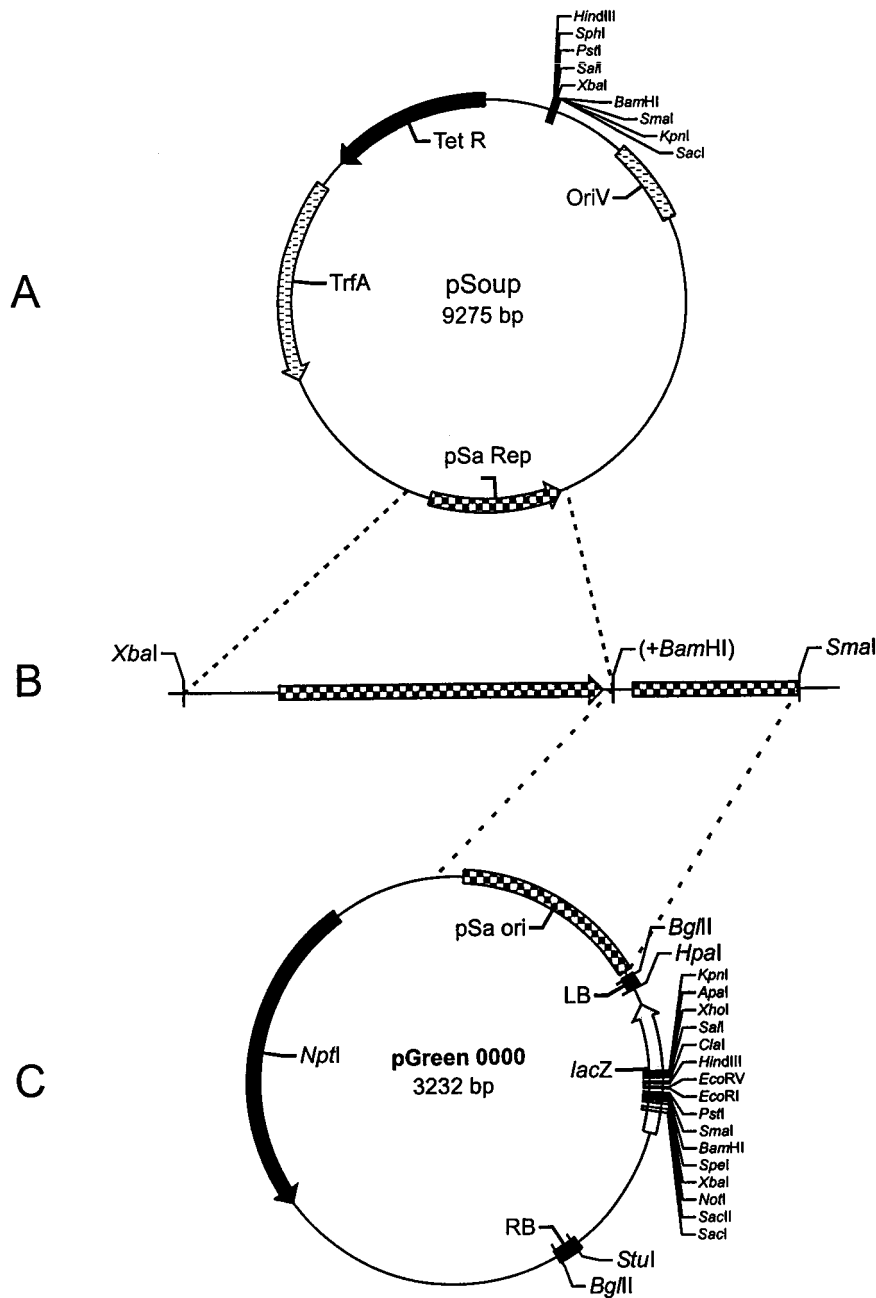 HindIII
SphI
PstI
SalI
XbaI
BamHI
SmaI
KpnI
SacI
Tet R
OriV
A
TrfA
pSoup
9275 bp
pSa Rep
XbaI
(+BamHI)
SmaI
B
pSa ori
BglII
HpaI
LB
KpnI
ApaI
XhoI
SalI
ClaI
HindIII
EcoRV
EcoRI
PstI
SmaI
BamHI
SpeI
XbaI
NotI
SacII
SacI
lacZ
C
NptI
pGreen 0000
3232 bp
RB
StuI
BglII